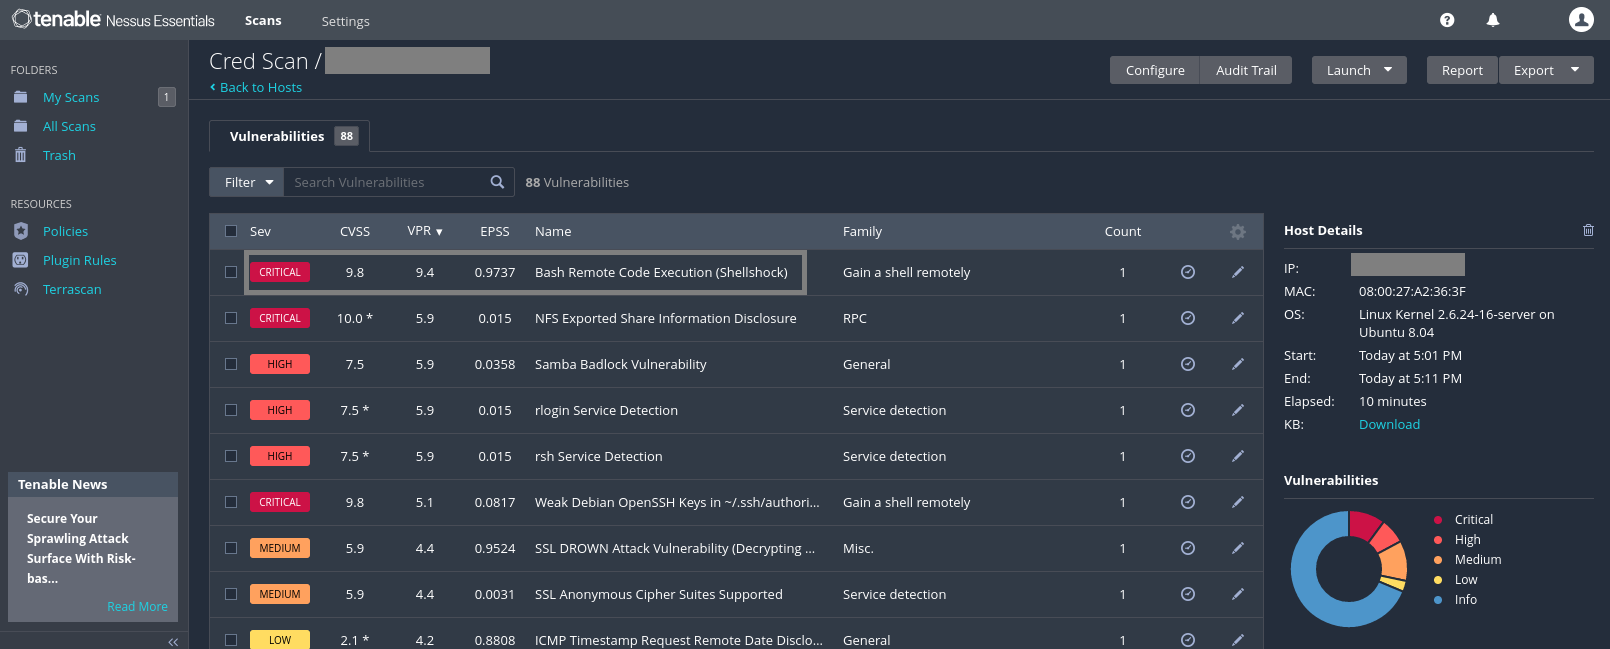 tenable Nessus Essentials Scans Settings
FOLDERS
My Scans 1
All Scans
Trash
RESOURCES
Policies
Plugin Rules
Terrascan
Tenable News
Secure Your
Sprawling Attack
Surface With Risk-
bas...
Read More
Cred Scan /
Back to Hosts
Configure Audit Trail Launch Report Export
Vulnerabilities 88
Filter Search Vulnerabilities 88 Vulnerabilities
Sev CVSS VPR EPSS Name Family Count
CRITICAL 9.8 9.4 0.9737 Bash Remote Code Execution (Shellshock) Gain a shell remotely 1
CRITICAL 10.0 * 5.9 0.015 NFS Exported Share Information Disclosure RPC 1
HIGH 7.5 5.9 0.0358 Samba Badlock Vulnerability General 1
HIGH 7.5 * 5.9 0.015 rlogin Service Detection Service detection 1
HIGH 7.5 * 5.9 0.015 rsh Service Detection Service detection 1
CRITICAL 9.8 5.1 0.0817 Weak Debian OpenSSH Keys in ~/.ssh/authori... Gain a shell remotely 1
MEDIUM 5.9 4.4 0.9524 SSL DROWN Attack Vulnerability (Decrypting ... Misc. 1
MEDIUM 5.9 4.4 0.0031 SSL Anonymous Cipher Suites Supported Service detection 1
LOW 2.1 * 4.2 0.8808 ICMP Timestamp Request Remote Date Disclo... General 1
Host Details
IP:
MAC: 08:00:27:A2:36:3F
OS: Linux Kernel 2.6.24-16-server on
Ubuntu 8.04
Start: Today at 5:01 PM
End: Today at 5:11 PM
Elapsed: 10 minutes
KB: Download
Vulnerabilities
Critical
High
Medium
Low
Info